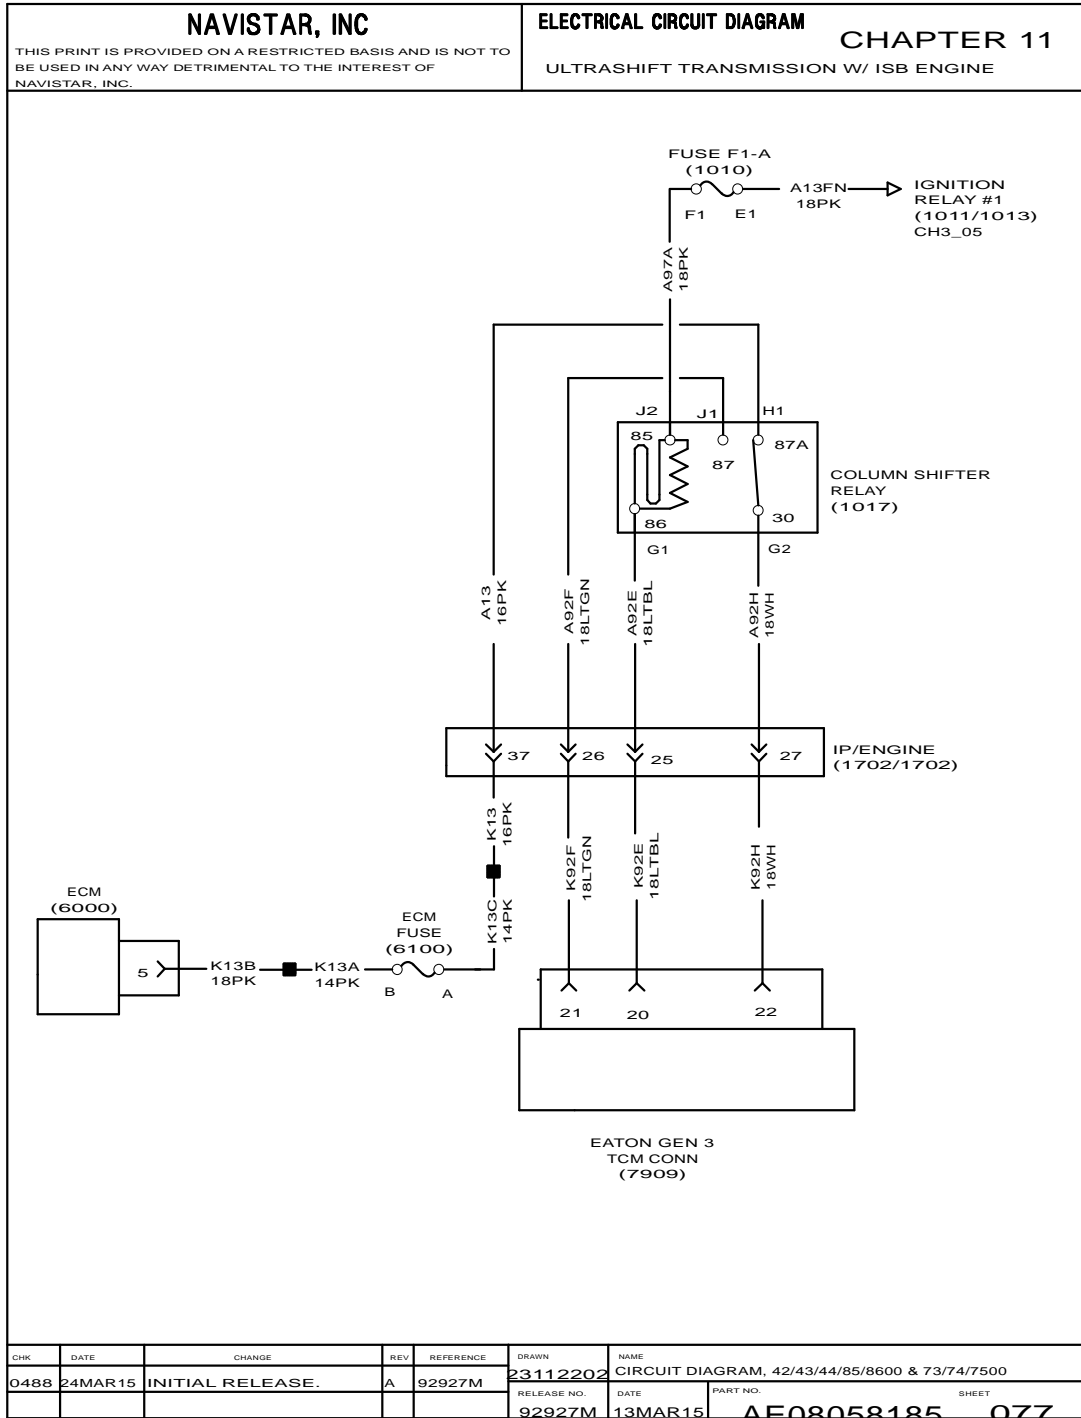 NAVISTAR, INC
THIS PRINT IS PROVIDED ON A RESTRICTED BASIS AND IS NOT TO
BE USED IN ANY WAY DETRIMENTAL TO THE INTEREST OF
NAVISTAR, INC.
ELECTRICAL CIRCUIT DIAGRAM
CHAPTER 11
ULTRASHIFT TRANSMISSION W/ ISB ENGINE
FUSE F1-A
(1010)
F1
E1
A13FN
18PK
IGNITION
RELAY #1
(1011/1013)
CH3_05
A97A
18PK
J2
J1
H1
85
87
87A
86
30
G1
G2
COLUMN SHIFTER
RELAY
(1017)
A13
16PK
A92F
18LTGN
A92E
18LTBL
A92H
18WH
37
26
25
27
IP/ENGINE
(1702/1702)
K13
16PK
K92F
18LTGN
K92E
18LTBL
K92H
18WH
K13C
14PK
ECM
(6000)
5
K13B
18PK
K13A
14PK
ECM
FUSE
(6100)
B
A
21
20
22
EATON GEN 3
TCM CONN
(7909)
CHK
DATE
CHANGE
REV
REFERENCE
0488
24MAR15
INITIAL RELEASE.
A
92927M
DRAWN
23112202
NAME
CIRCUIT DIAGRAM, 42/43/44/85/8600 & 73/74/7500
RELEASE NO.
92927M
DATE
13MAR15
PART NO.
AE08058185
SHEET
077